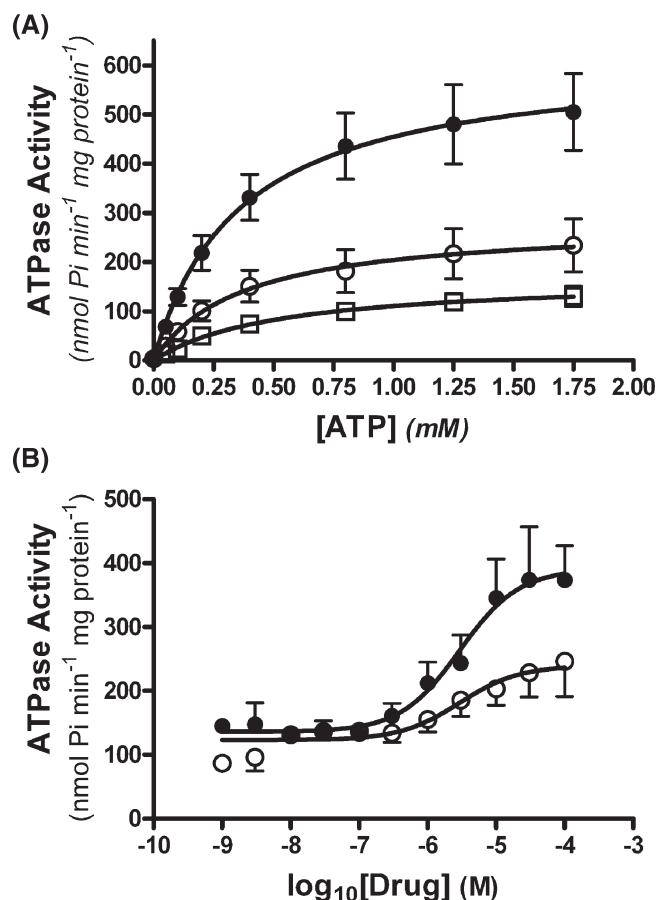 (A)
ATPase Activity
(nmol Pi min⁻¹ mg protein⁻¹)
600
500
400
300
200
100
0
0.00 0.25 0.50 0.75 1.00 1.25 1.50 1.75 2.00
[ATP] (mM)
(B)
ATPase Activity
(nmol Pi min⁻¹ mg protein⁻¹)
500
400
300
200
100
0
-10 -9 -8 -7 -6 -5 -4 -3
log₁₀[Drug] (M)